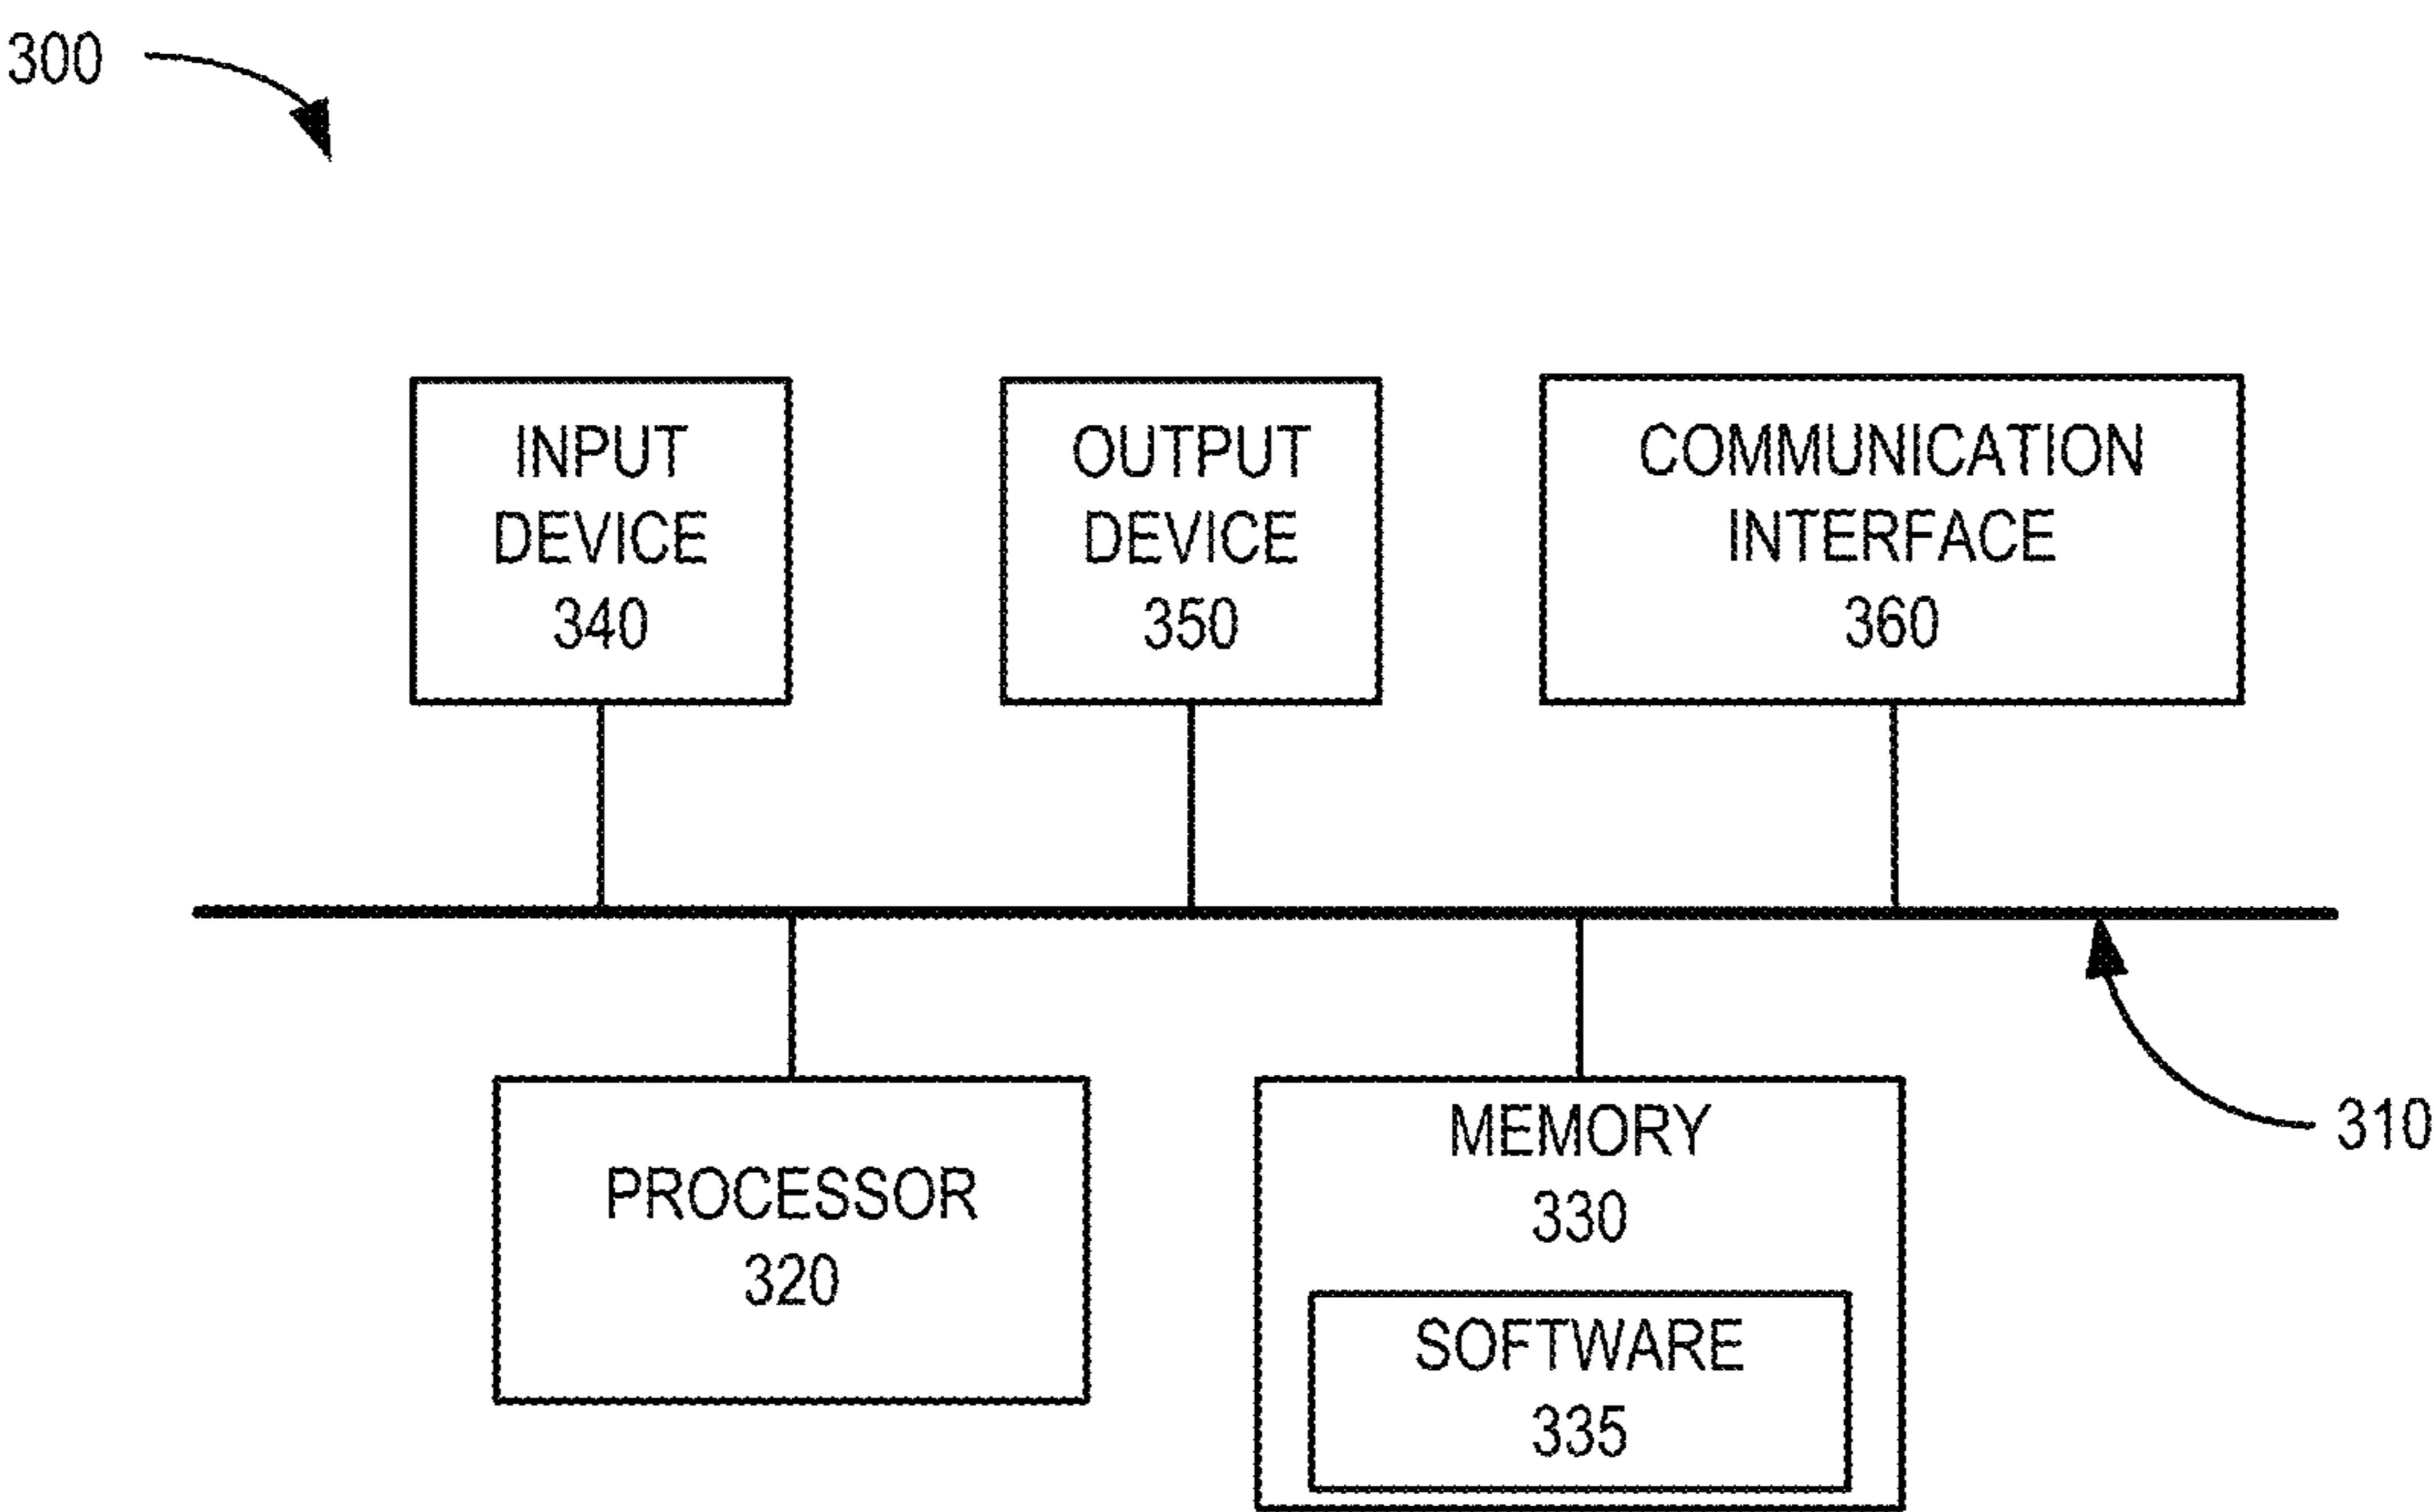 300
INPUT
DEVICE
340
OUTPUT
DEVICE
350
COMMUNICATION
INTERFACE
360
PROCESSOR
320
MEMORY
330
SOFTWARE
335
310